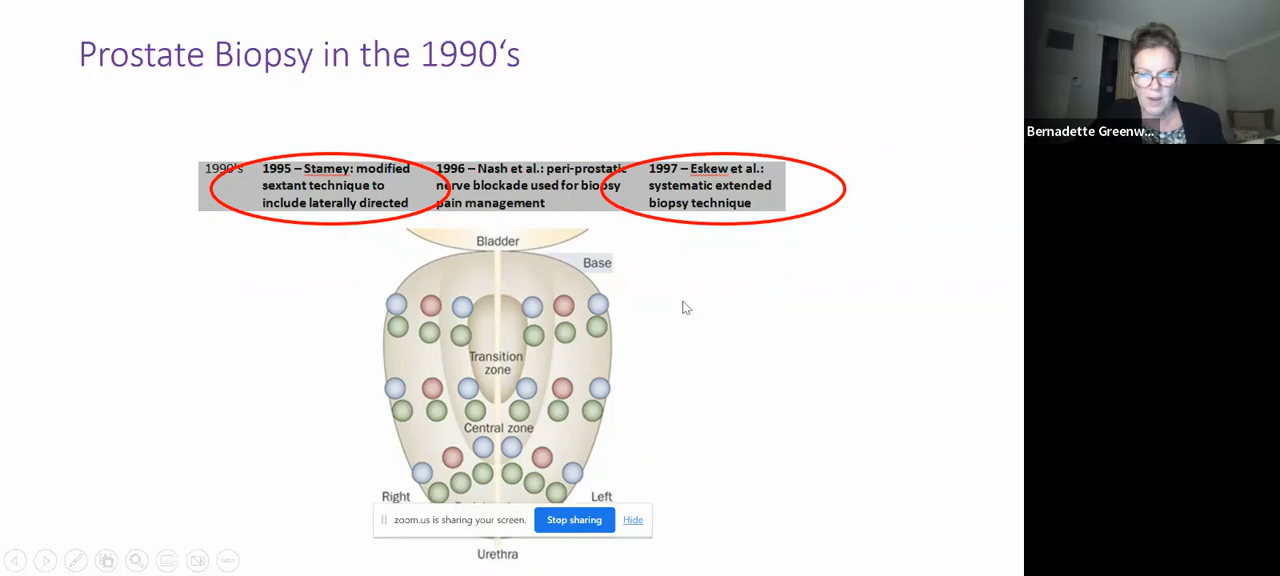 Prostate Biopsy in the 1990's
Bernadette Greenw...
1990's
1995 – Stamey: modified
sextant technique to
include laterally directed
1996 – Nash et al.: peri-prostatic
nerve blockade used for biopsy
pain management
1997 – Eskew et al.:
systematic extended
biopsy technique
Bladder
Base
Transition
zone
Central zone
Right
Left
zoom.us is sharing your screen.
Stop sharing
Hide
Urethra